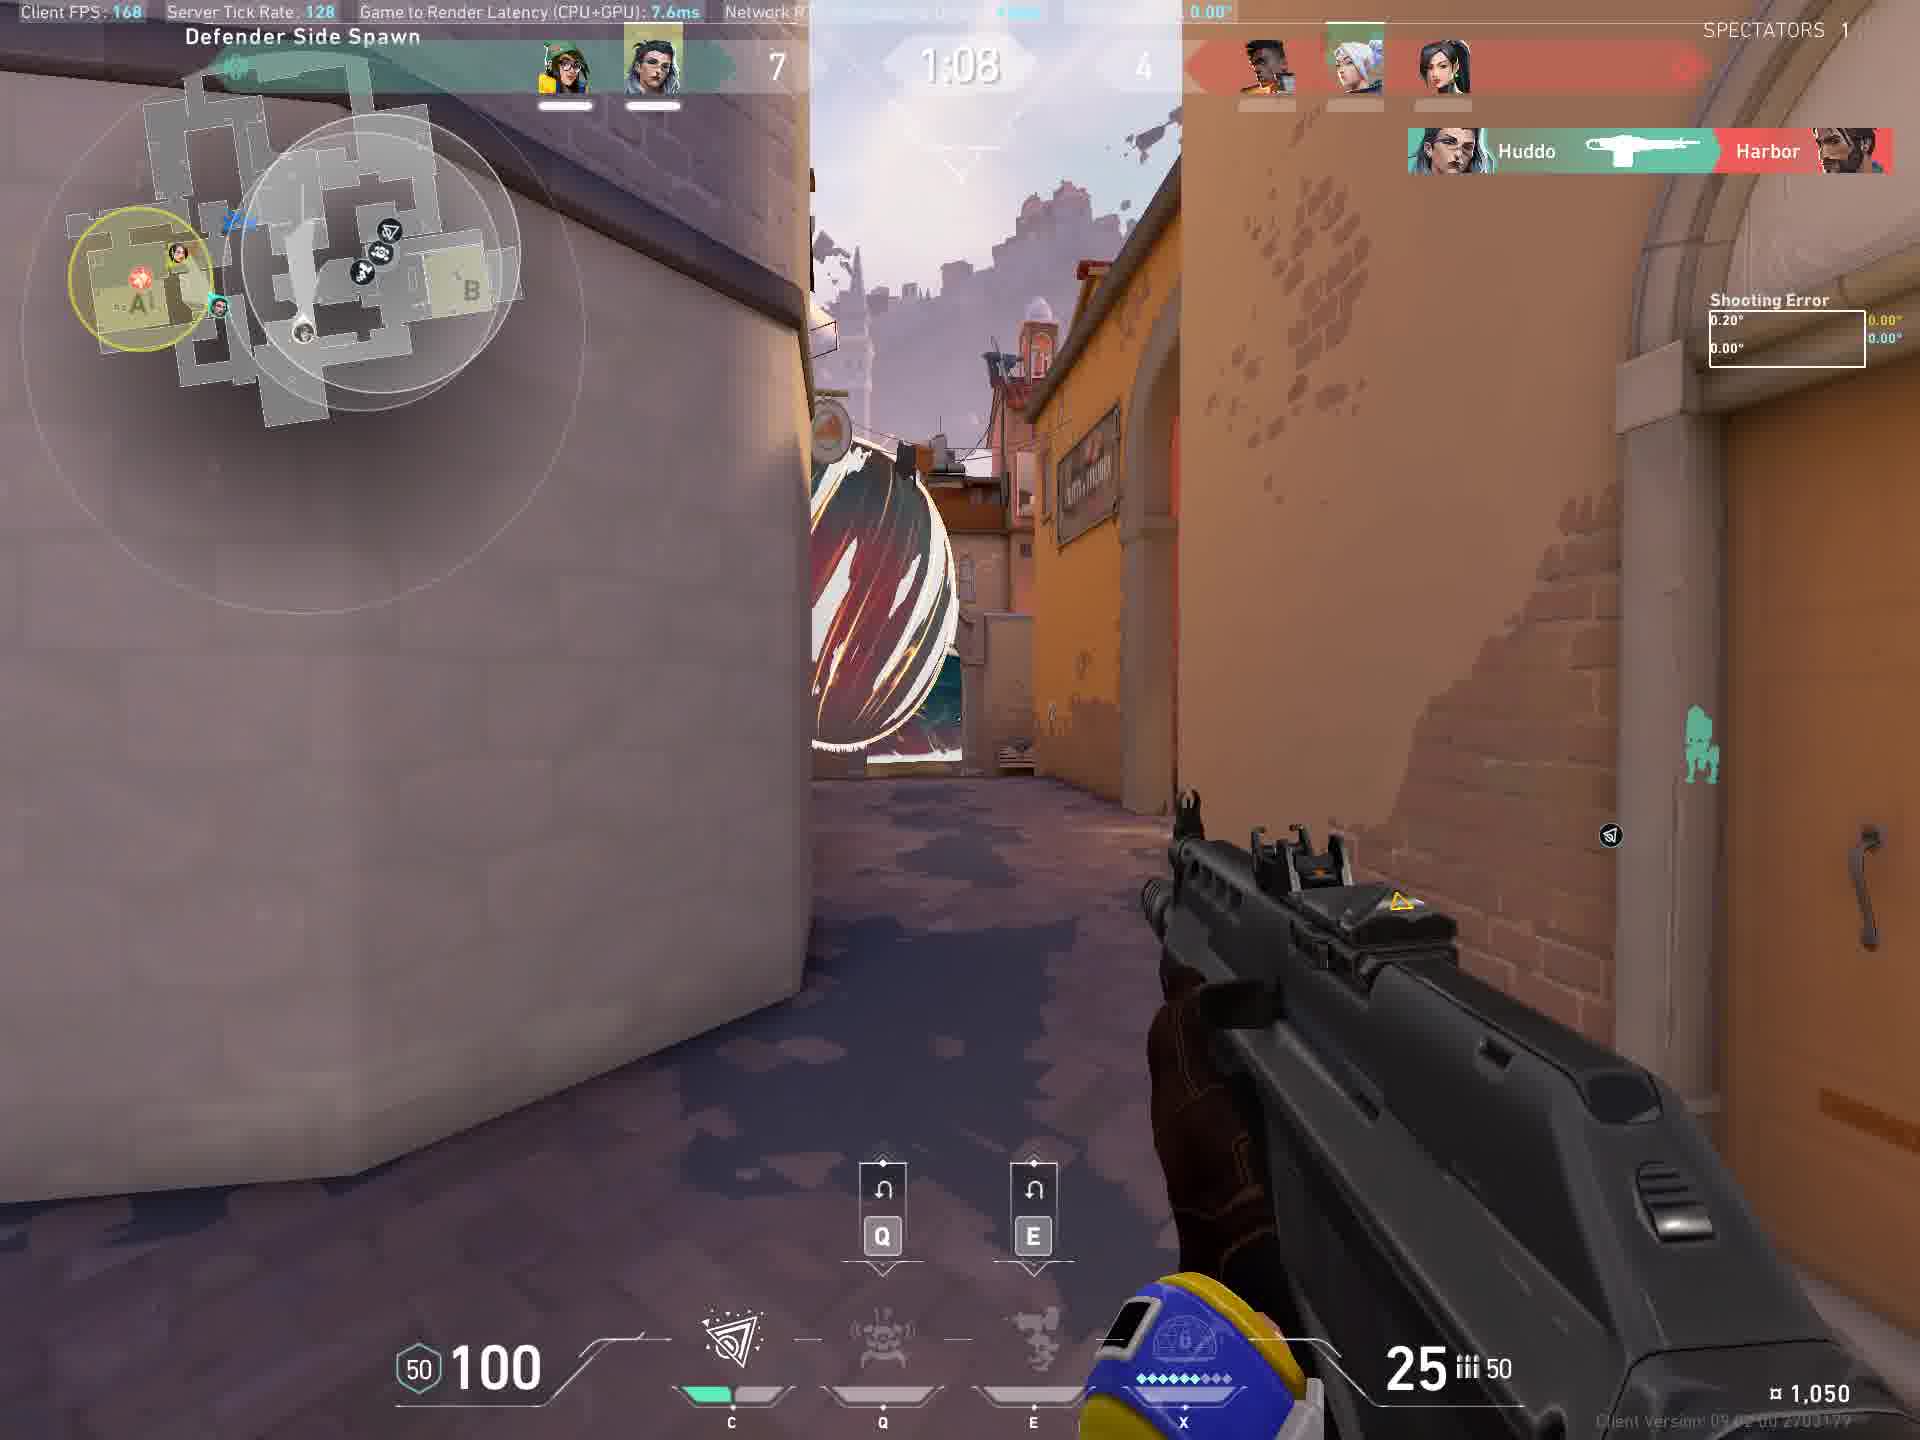 Client FPS: 168 Server Tick Rate: 128 Game to Render Latency (CPU+GPU): 7.6ms Network 0.00°
Defender Side Spawn
7 1:08 4
SPECTATORS 1
Huddo Harbor
A
B
Shooting Error
0.20° 0.00°
0.00°
0.00°
Q E
50 100
C Q E X
25 50
¤ 1,050